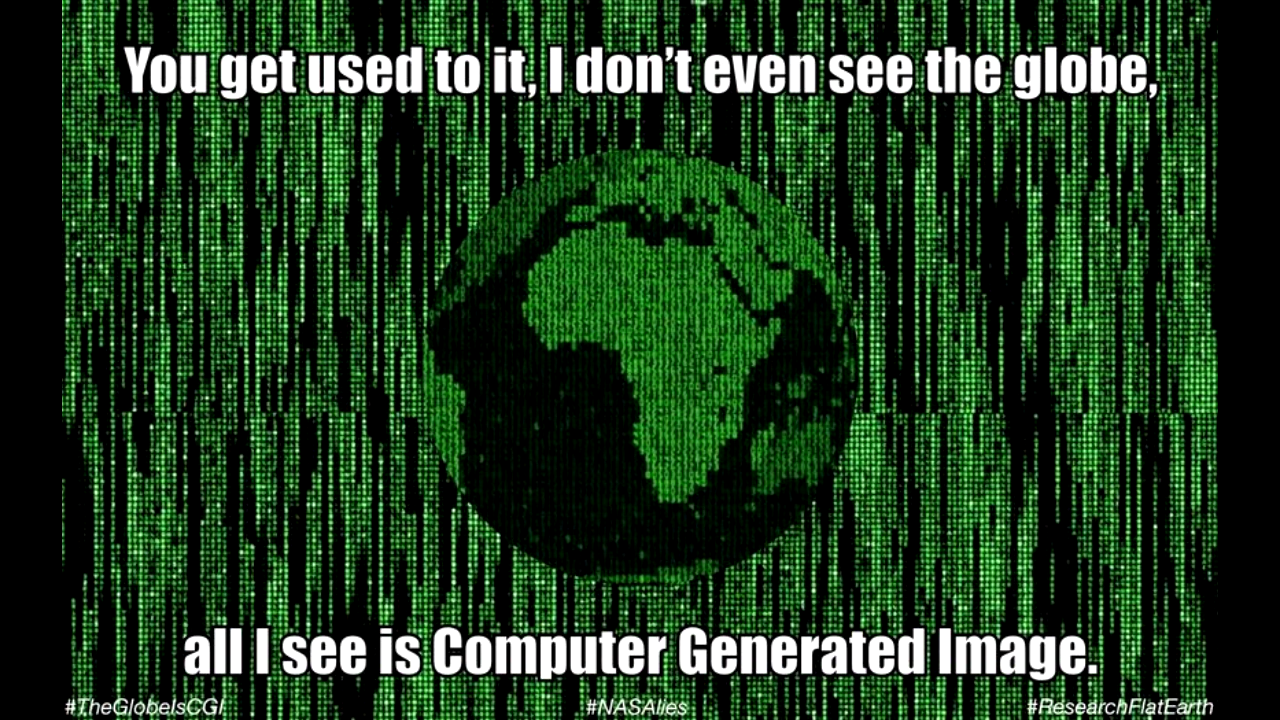 You get used to it, I don't even see the globe,
all I see is Computer Generated Image.
#TheGlobeIsCGI #NASAlies #ResearchFlatEarth